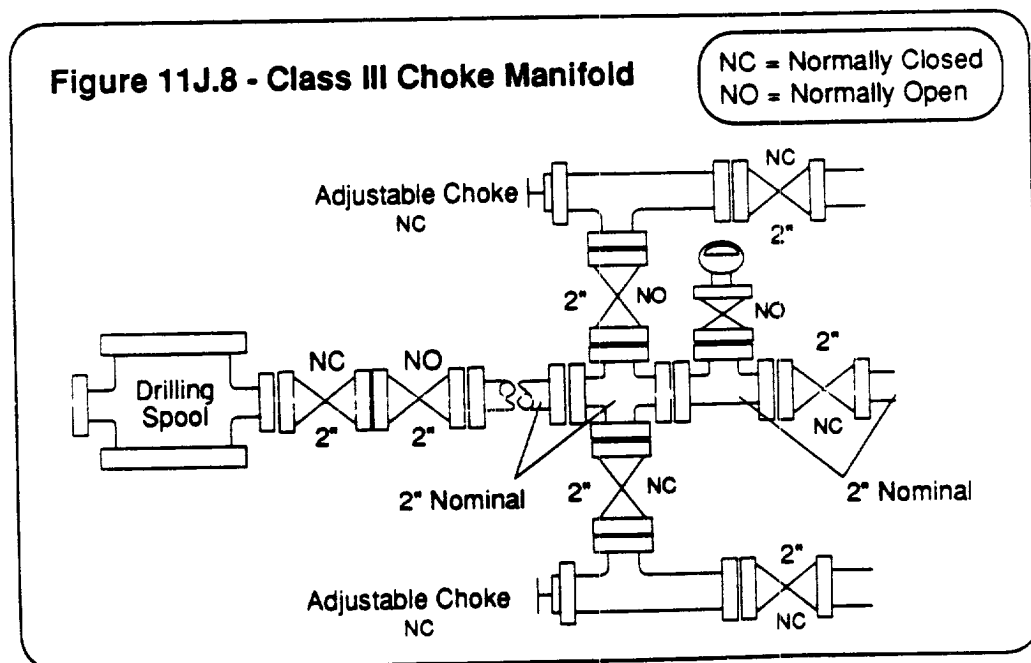 Figure 11J.8 - Class III Choke Manifold
NC = Normally Closed
NO = Normally Open
Adjustable Choke
NC
NC
2"
2"
NO
NO
Drilling
Spool
NC
2"
NO
2"
2"
NC
2" Nominal
2"
NC
2" Nominal
Adjustable Choke
NC
2"
NC